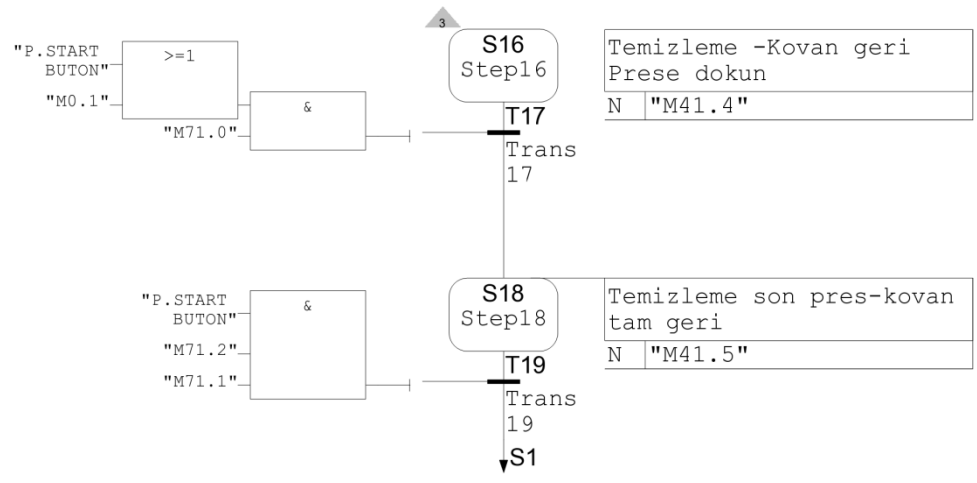 3
"P.START
BUTON"
>=1
"M0.1"
&
"M71.0"
S16
Step16
T17
Trans
17
Temizleme -Kovan geri
Prese dokun
N "M41.4"
"P.START
BUTON"
&
"M71.2"
"M71.1"
S18
Step18
T19
Trans
19
S1
Temizleme son pres-kovan
tam geri
N "M41.5"